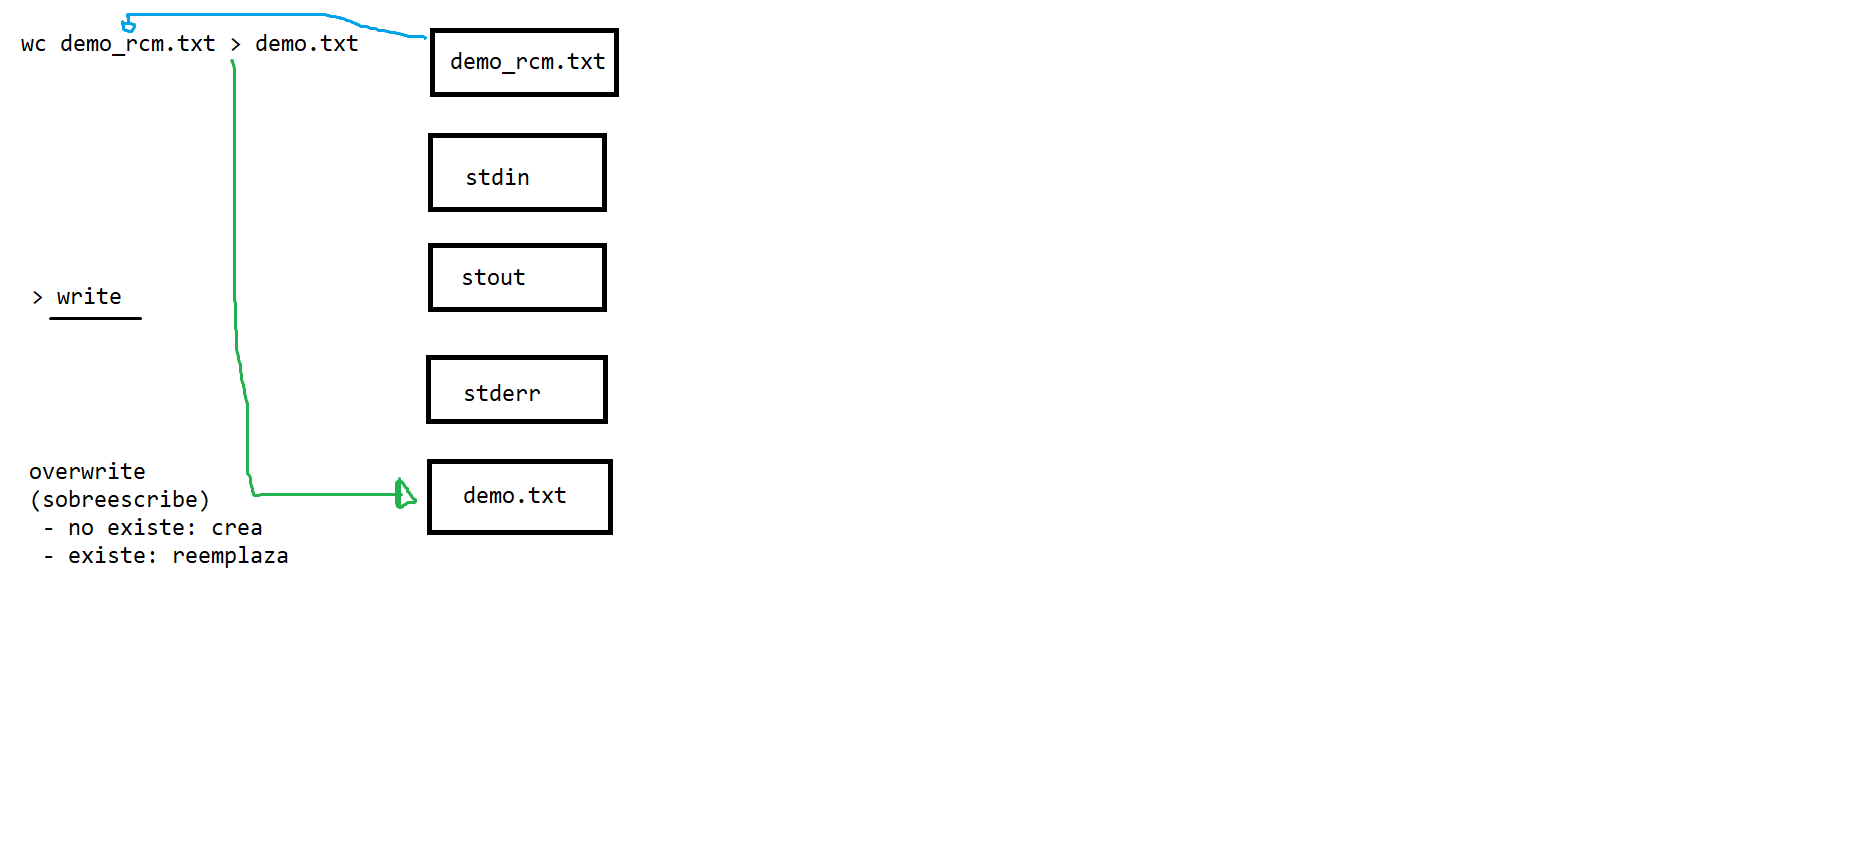 wc demo_rcm.txt > demo.txt
demo_rcm.txt
stdin
stout
> write
stderr
overwrite
(sobreescribe)
- no existe: crea
- existe: reemplaza
demo.txt